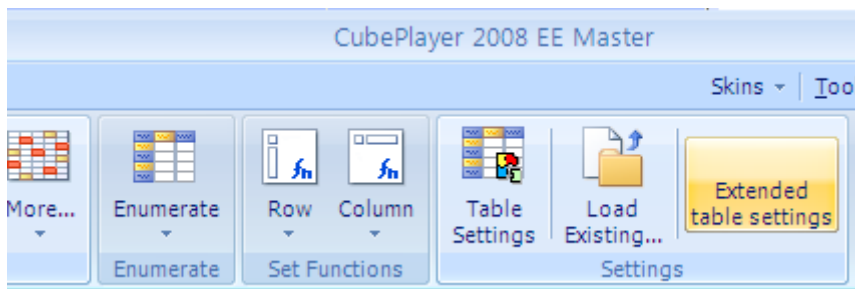 CubePlayer 2008 EE Master
Skins Too
More... Enumerate Row Column Table Settings Load Existing... Extended table settings
Enumerate Set Functions Settings